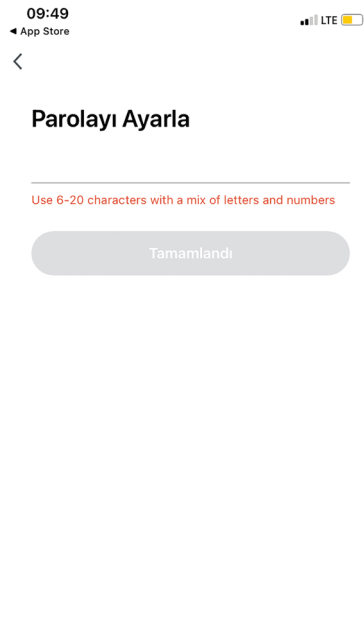 09:49
LTE
◀ App Store
Parolayı Ayarla
Use 6-20 characters with a mix of letters and numbers
Tamamlandı